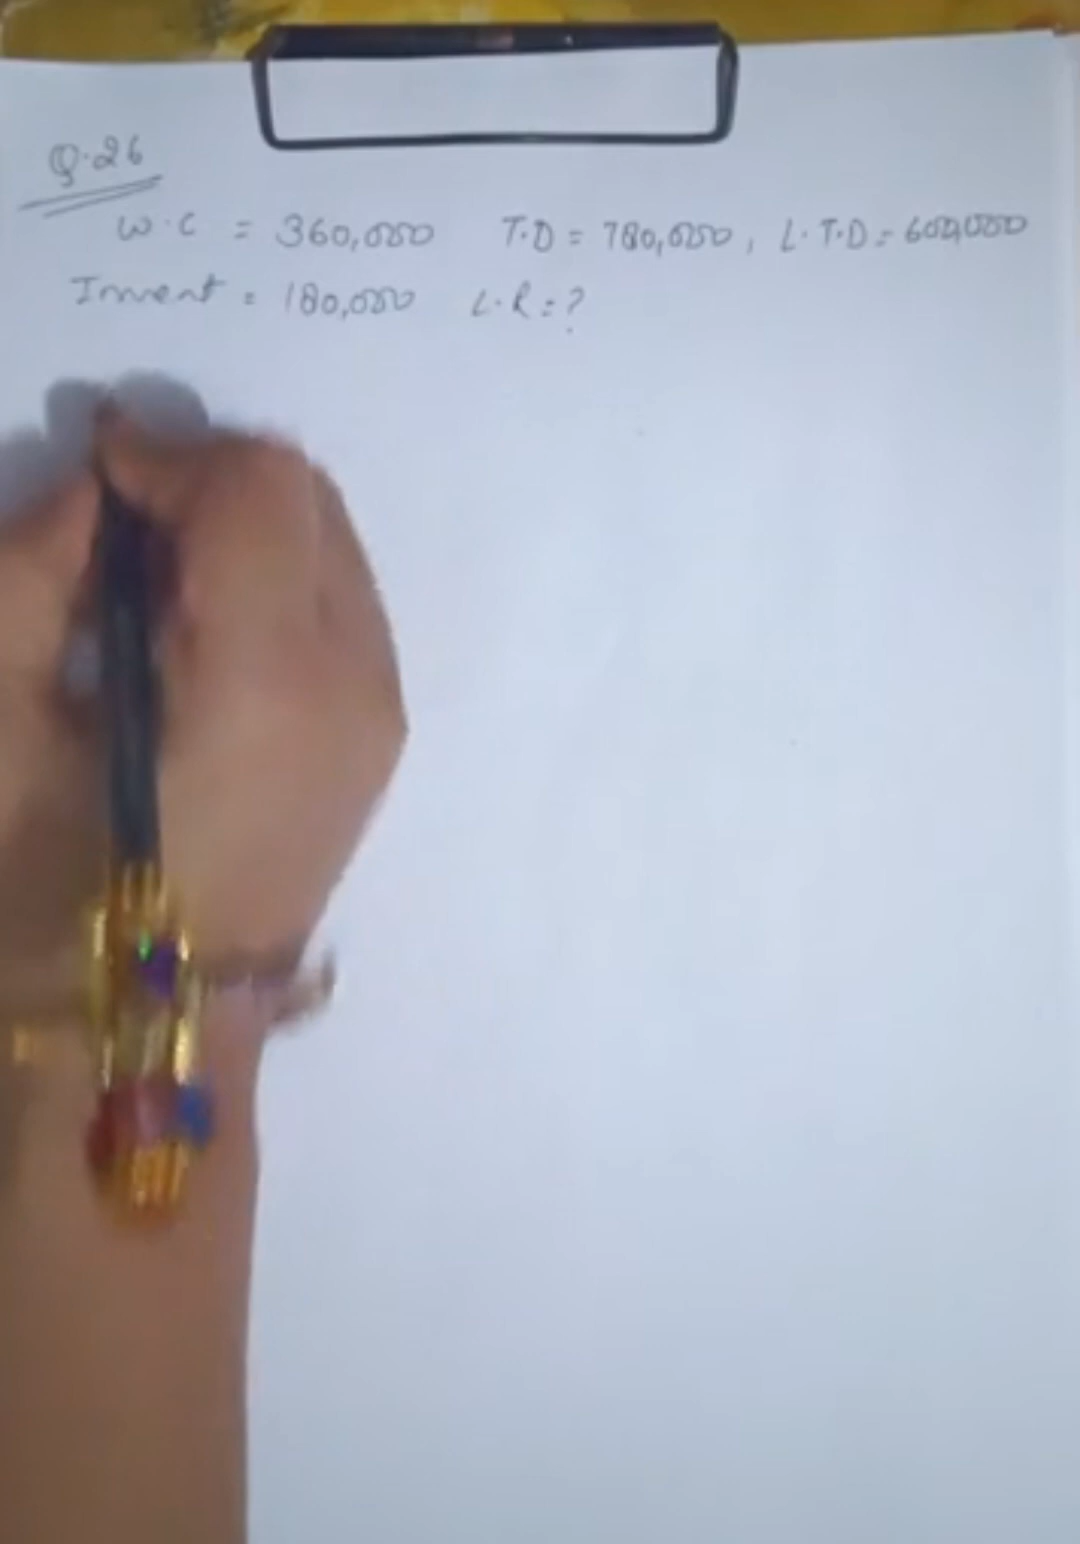 Q.26
W.C = 360,000 T.D = 780,000, L.T.D = 600,000
Invent = 180,000 L.R = ?